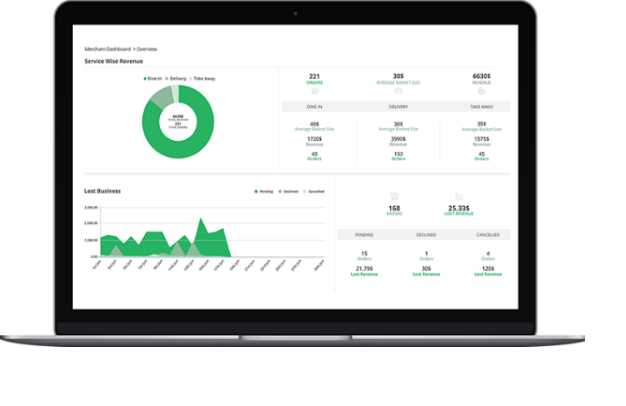 Merchant Dashboard > Overview
Service Wise Revenue
Dine In Delivery Take Away
6630$
TOTAL REVENUE
221
TOTAL ORDERS
221
ORDERS
30$
AVERAGE BASKET SIZE
6630$
REVENUE
DINE IN DELIVERY TAKE AWAY
40$
Average Basket Size
1720$
Revenue
43
Orders
30$
Average Basket Size
3990$
Revenue
133
Orders
35$
Average Basket Size
1575$
Revenue
45
Orders
Lost Business
Pending Declined Cancelled
2,000.00
1,000.00
0.00
168
ORDERS
25.33$
LOST REVENUE
PENDING DECLINED CANCELLED
15
Orders
21.79$
Lost Revenue
1
Orders
30$
Lost Revenue
4
Orders
120$
Lost Revenue